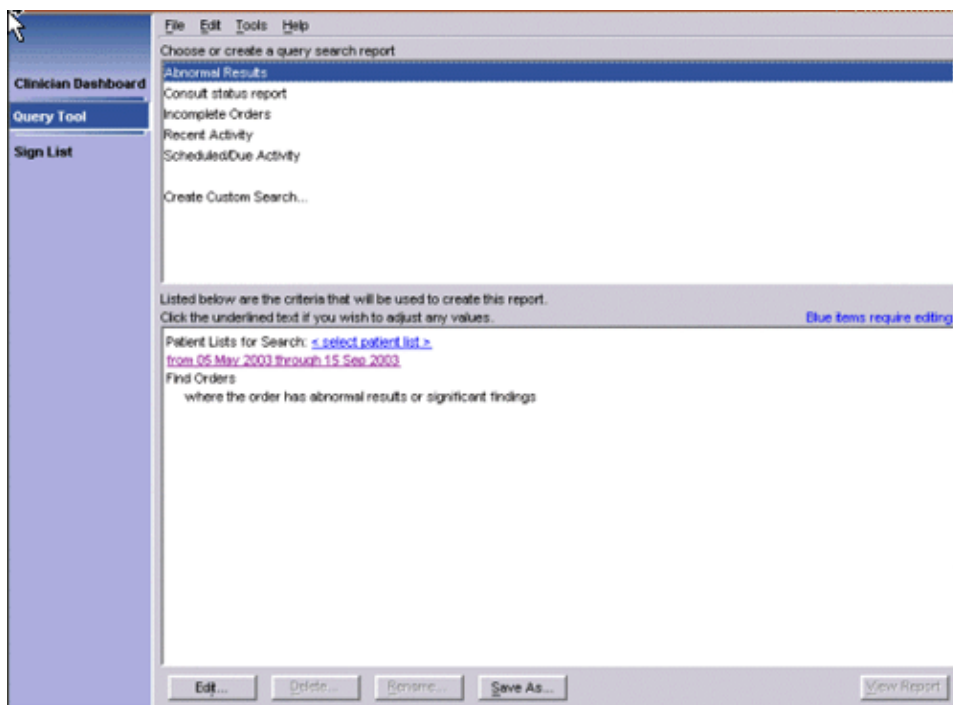 File Edit Tools Help
Choose or create a query search report
Clinician Dashboard
Query Tool
Sign List
Abnormal Results
Consult status report
Incomplete Orders
Recent Activity
Scheduled/Due Activity
Create Custom Search...
Listed below are the criteria that will be used to create this report.
Click the underlined text if you wish to adjust any values. Blue items require editing
Patient Lists for Search: < select patient list >
from 05 May 2003 through 15 Sep 2003
Find Orders
where the order has abnormal results or significant findings
Edit... Delete... Rename... Save As... View Report